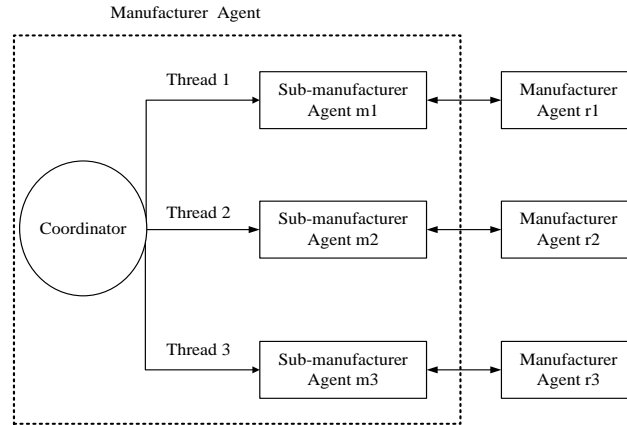 Manufacturer Agent
Thread 1
Sub-manufacturer
Agent m1
Manufacturer
Agent r1
Coordinator
Thread 2
Sub-manufacturer
Agent m2
Manufacturer
Agent r2
Thread 3
Sub-manufacturer
Agent m3
Manufacturer
Agent r3